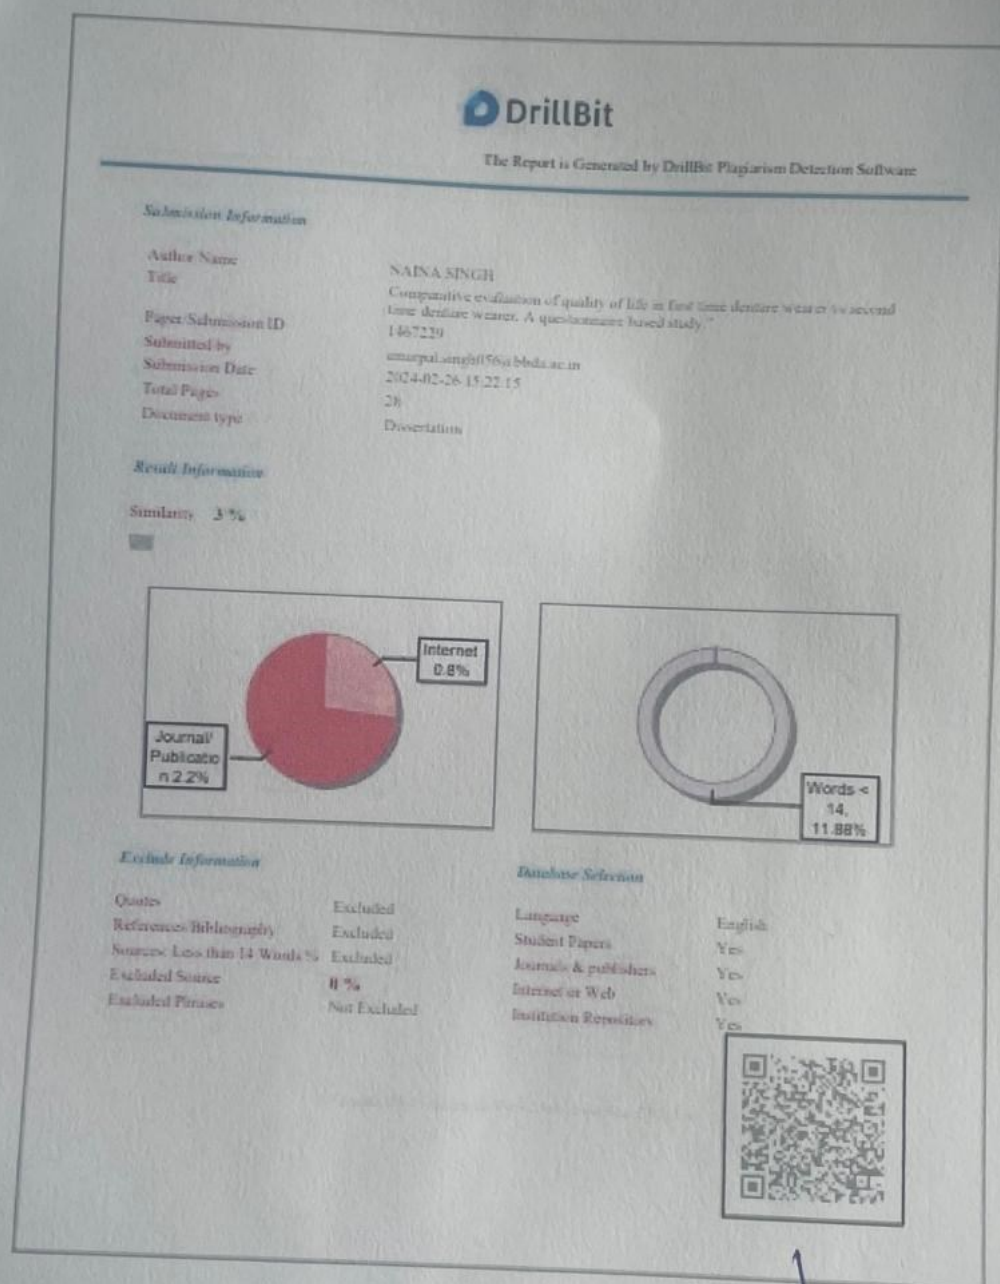 DrillBit
The Report is Generated by DrillBit Plagiarism Detection Software
Submission Information
Author Name NAINA SINGH
Title Comparative evaluation of quality of life in first time denture wearer vs second
time denture wearer. A questionnaire based study."
Paper/Submission ID 1467229
Submitted by
Submission Date 2024-02-26 15:22:15
Total Pages 28
Document type Dissertation
Result Information
Similarity 3 %
Internet
0.8%
Journal/
Publicatio
n 2.2%
Words <
14,
11.88%
Exclude Information
Quotes Excluded
References/Bibliography Excluded
Sources: Less than 14 Words % Excluded
Excluded Source 0 %
Excluded Phrases Not Excluded
Database Selection
Language English
Student Papers Yes
Journals & publishers Yes
Internet or Web Yes
Institution Repository Yes